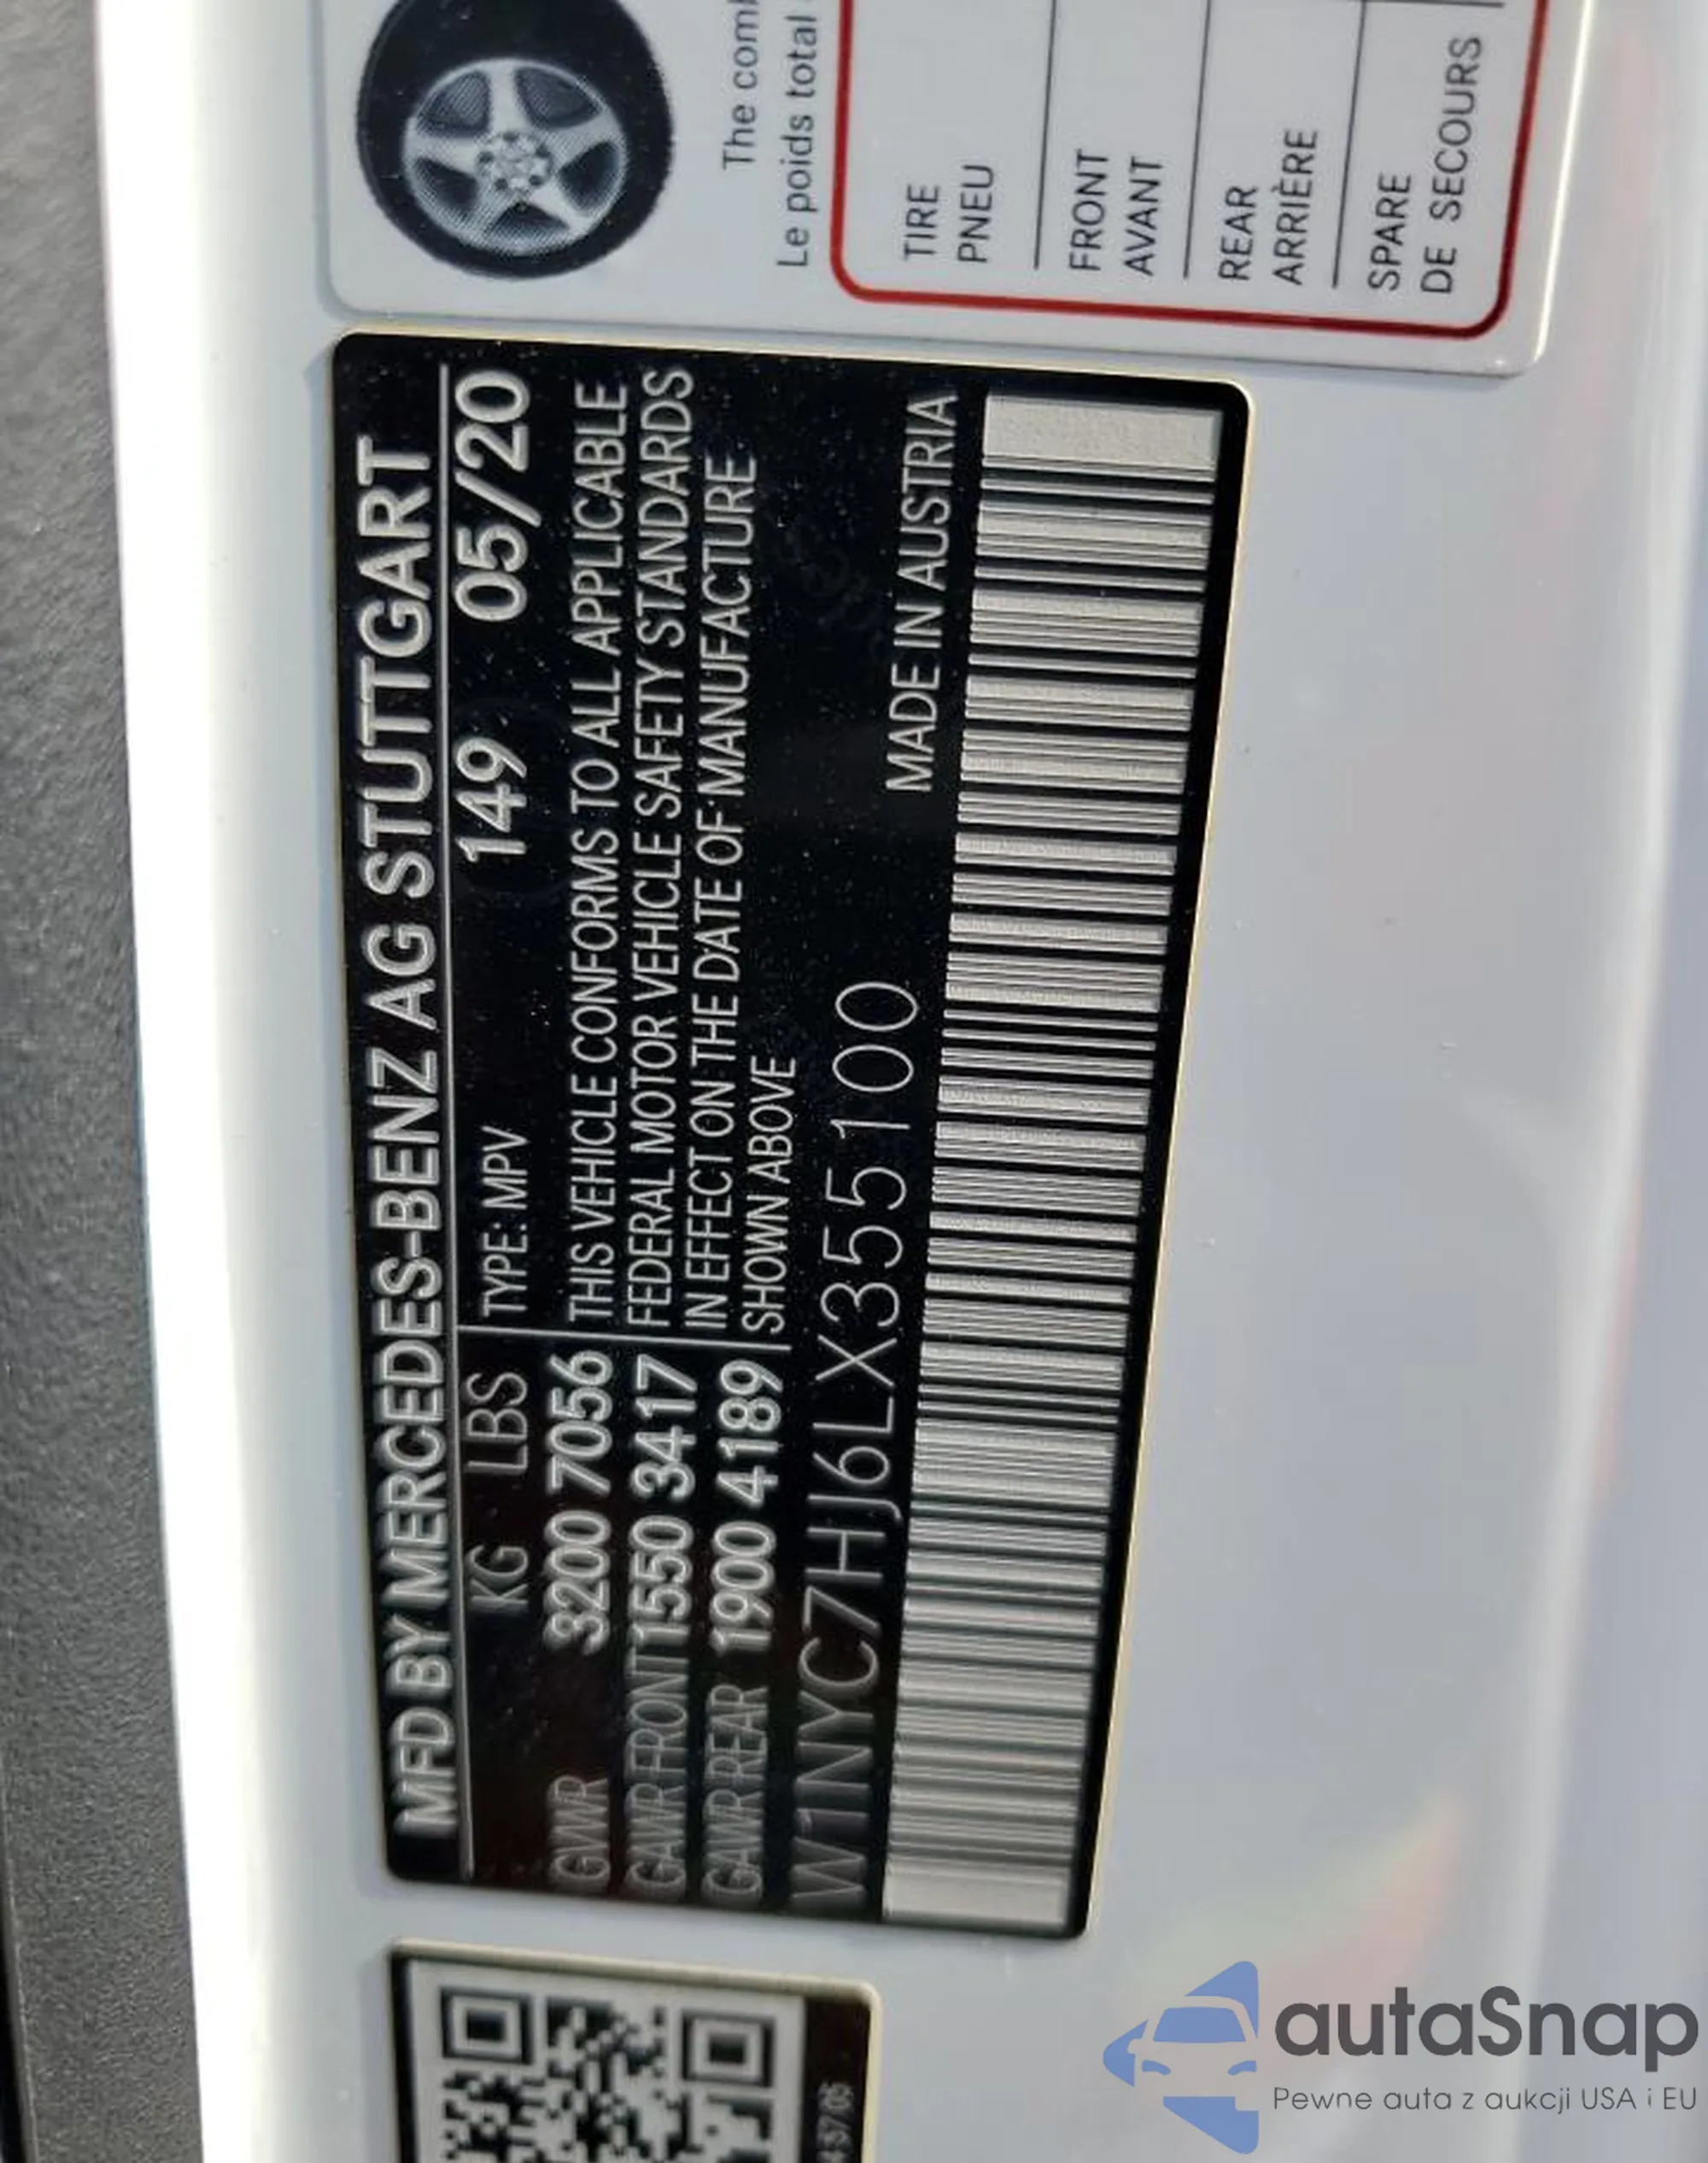 MFD BY MERCEDES-BENZ AG STUTTGART
KG LBS TYPE: MPV 149 05/20
GVWR 3200 7056 THIS VEHICLE CONFORMS TO ALL APPLICABLE
GAWR FRONT 1550 3417 FEDERAL MOTOR VEHICLE SAFETY STANDARDS
GAWR REAR 1900 4189 IN EFFECT ON THE DATE OF MANUFACTURE
SHOWN ABOVE
MADE IN AUSTRIA
W1NYC7HJ6LX355100
The
Le poids total
TIRE
PNEU
FRONT
AVANT
REAR
ARRIÈRE
SPARE
DE SECOURS
autaSnap
Pewne auta z aukcji USA i EU